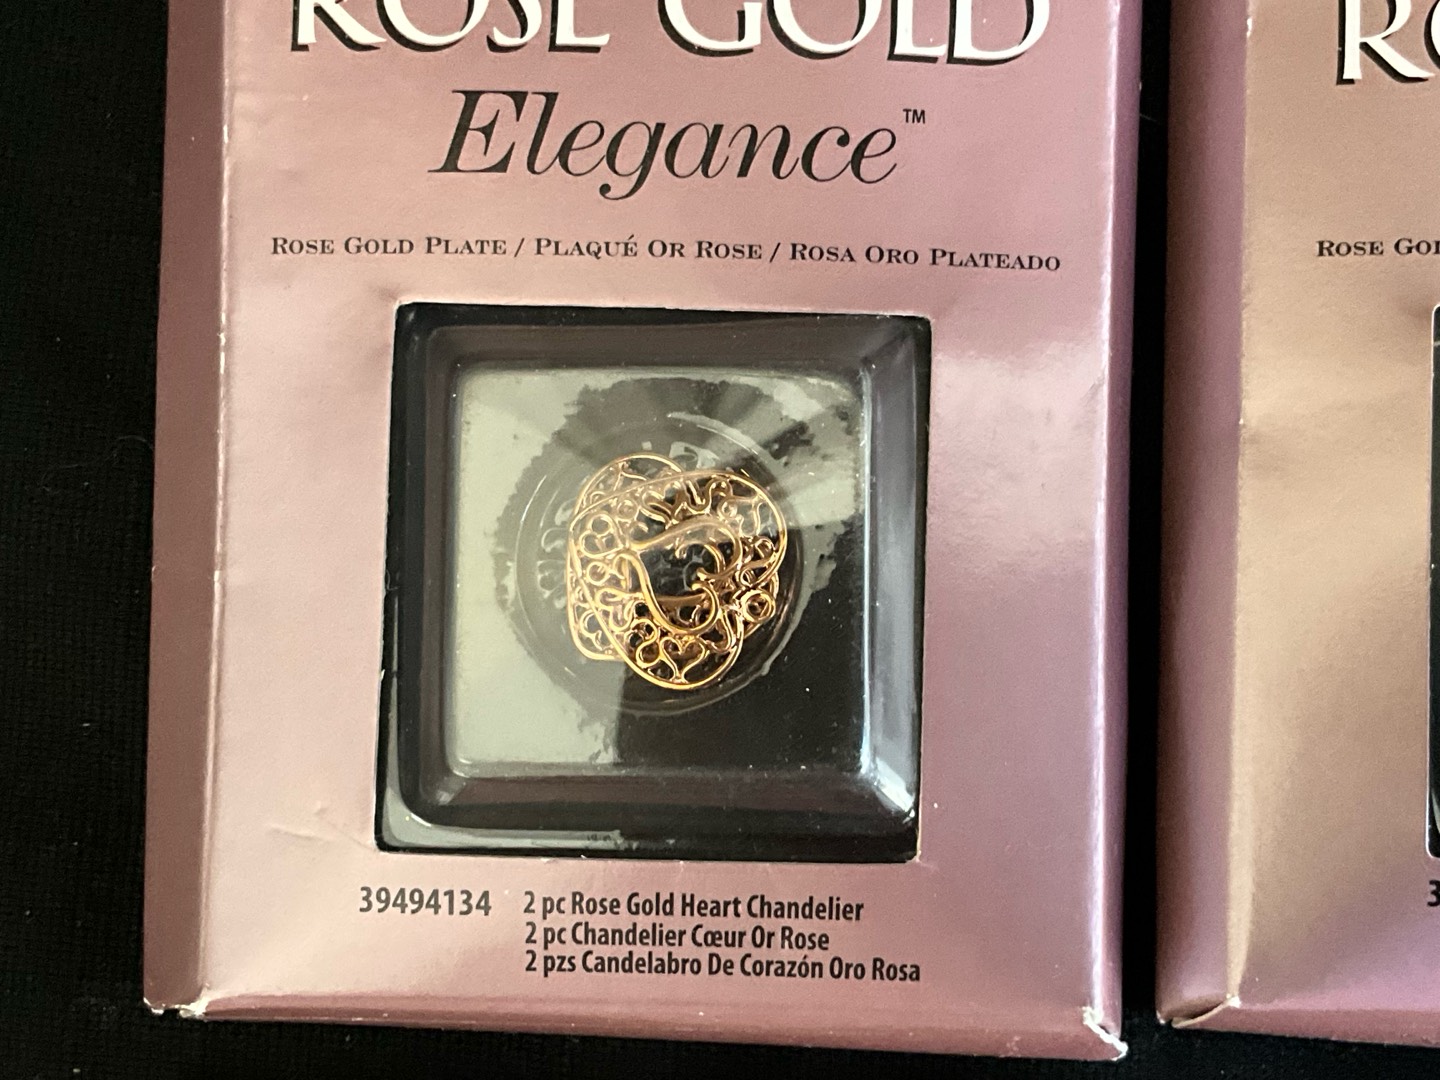 ROSE GOLD
Elegance™
ROSE GOLD PLATE / PLAQUÉ OR ROSE / ROSA ORO PLATEADO
39494134 2 pc Rose Gold Heart Chandelier
2 pc Chandelier Cœur Or Rose
2 pzs Candelabro De Corazón Oro Rosa
ROSE